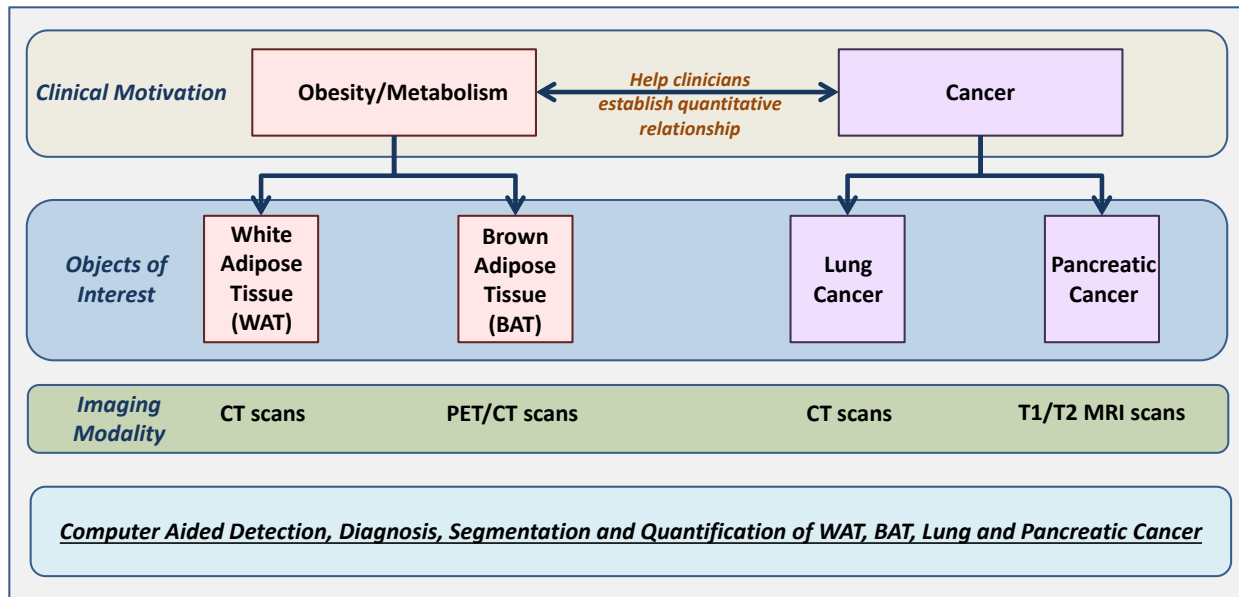 Clinical Motivation
Obesity/Metabolism
Help clinicians
establish quantitative
relationship
Cancer
Objects of
Interest
White
Adipose
Tissue
(WAT)
Brown
Adipose
Tissue
(BAT)
Lung
Cancer
Pancreatic
Cancer
Imaging
Modality
CT scans
PET/CT scans
CT scans
T1/T2 MRI scans
Computer Aided Detection, Diagnosis, Segmentation and Quantification of WAT, BAT, Lung and Pancreatic Cancer